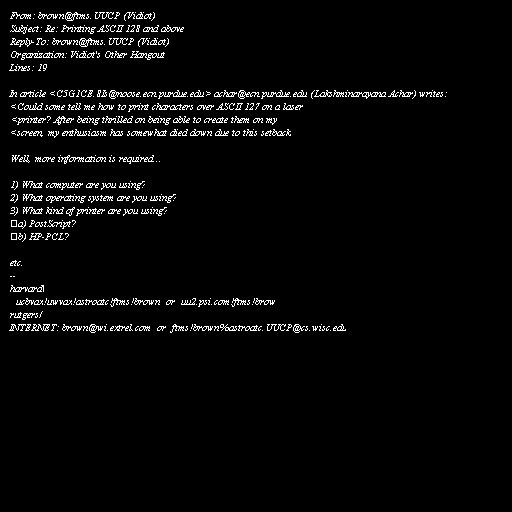 From: brown@ftms.UUCP (Vidiot)
Subject: Re: Printing ASCII 128 and above
Reply-To: brown@ftms.UUCP (Vidiot)
Organization: Vidiot's Other Hangout
Lines: 19

In article <C5G1C8.8Is@noose.ecn.purdue.edu> achar@ecn.purdue.edu (Lakshminarayana Achar) writes:
<Could some tell me how to print characters over ASCII 127 on a laser
<printer? After being thrilled on being able to create them on my
<screen, my enthusiasm has somewhat died down due to this setback.

Well, more information is required...

1) What computer are you using?
2) What operating system are you using?
3) What kind of printer are you using?
□a) PostScript?
□b) HP-PCL?

etc.
--
harvard\
ucbvax!uwvax!astroatc!ftms!brown or uu2.psi.com!ftms!brow
rutgers/
INTERNET: brown@wi.extrel.com or ftms!brown%astroatc.UUCP@cs.wisc.edu